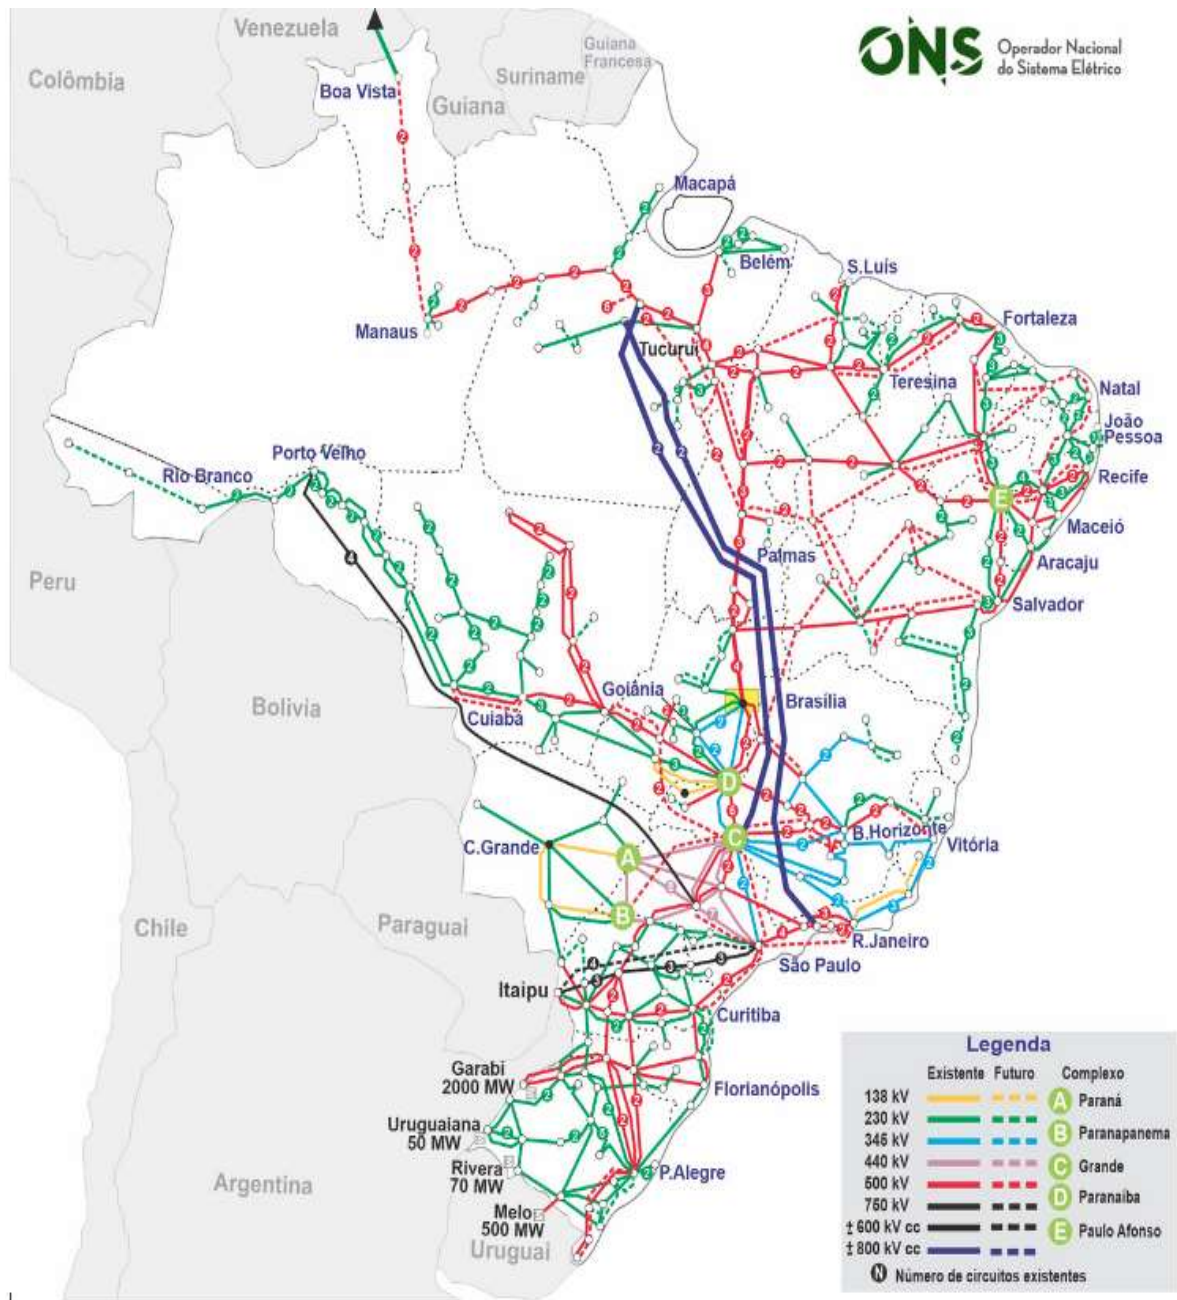 ONS
Operador Nacional
do Sistema Elétrico
Venezuela
Guiana
Francesa
Suriname
Colômbia
Boa Vista
Guiana
Macapá
Belém
S.Luís
Manaus
Fortaleza
Tucuruí
Teresina
Natal
João
Pessoa
Porto Velho
Rio Branco
Recife
Maceió
Palmas
Aracaju
Peru
Salvador
Goiânia
Brasília
Bolivia
Cuiabá
D
E
B.Horizonte
C
Vitória
C.Grande
A
B
Chile
Paraguai
R.Janeiro
São Paulo
Itaipu
Curitiba
Garabi
2000 MW
Florianópolis
Uruguaiana
50 MW
Rivera
70 MW
P.Alegre
Argentina
Melo
500 MW
Uruguai
Legenda
Existente Futuro Complexo
138 kV A Paraná
230 kV
346 kV B Paranapanema
440 kV C Grande
500 kV
750 kV D Paranaíba
± 600 kV cc E Paulo Afonso
± 800 kV cc
N Número de circuitos existentes